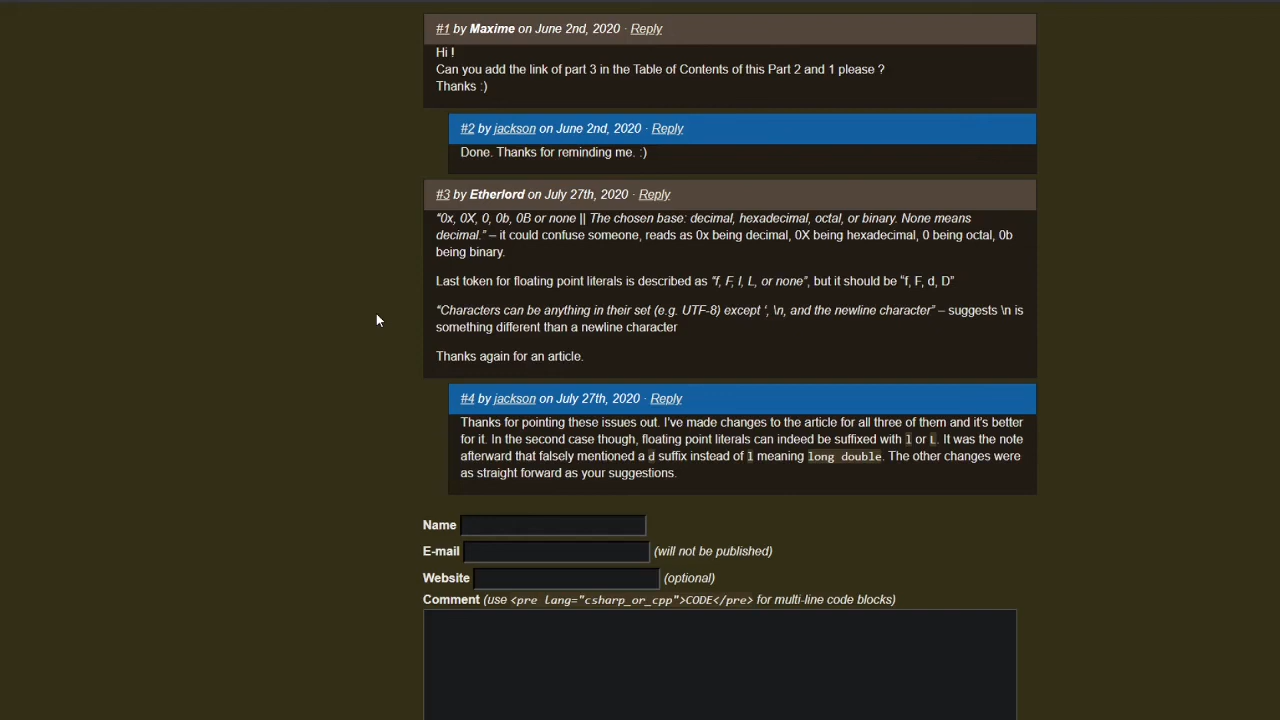 #1 by Maxime on June 2nd, 2020 · Reply
Hi !
Can you add the link of part 3 in the Table of Contents of this Part 2 and 1 please ?
Thanks :)
#2 by jackson on June 2nd, 2020 · Reply
Done. Thanks for reminding me. :)
#3 by Etherlord on July 27th, 2020 · Reply
“0x, 0X, 0, 0b, 0B or none || The chosen base: decimal, hexadecimal, octal, or binary. None means
decimal.” – it could confuse someone, reads as 0x being decimal, 0X being hexadecimal, 0 being octal, 0b
being binary.
Last token for floating point literals is described as “f, F, l, L, or none”, but it should be “f, F, d, D”
“Characters can be anything in their set (e.g. UTF-8) except ‘, \n, and the newline character” – suggests \n is
something different than a newline character
Thanks again for an article.
#4 by jackson on July 27th, 2020 · Reply
Thanks for pointing these issues out. I’ve made changes to the article for all three of them and it’s better
for it. In the second case though, floating point literals can indeed be suffixed with l or L. It was the note
afterward that falsely mentioned a d suffix instead of l meaning long double. The other changes were
as straight forward as your suggestions.
Name
E-mail (will not be published)
Website (optional)
Comment (use <pre lang="csharp_or_cpp">CODE</pre> for multi-line code blocks)